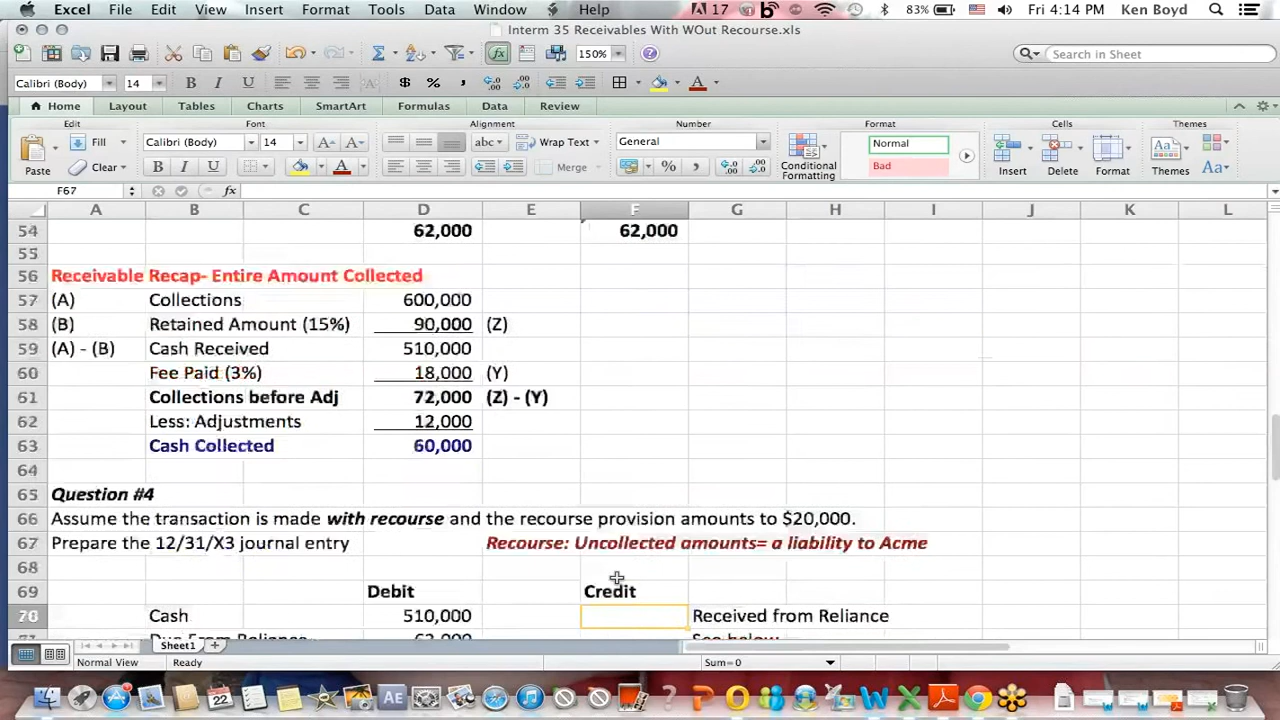 Excel File Edit View Insert Format Tools Data Window Help 17 83% Fri 4:14 PM Ken Boyd
Interm 35 Receivables With WOut Recourse.xls
150% Search in Sheet
Calibri (Body) 14 B I U
Home Layout Tables Charts SmartArt Formulas Data Review
Edit Font Alignment Number Format Cells Themes
Fill Calibri (Body) 14 abc Wrap Text General Normal
Paste Clear B I U Merge Conditional Formatting Bad Insert Delete Format Themes Aa
F67 fx
A B C D E F G H I J K L
54 62,000 62,000
55
56 Receivable Recap- Entire Amount Collected
57 (A) Collections 600,000
58 (B) Retained Amount (15%) 90,000 (Z)
59 (A) - (B) Cash Received 510,000
60 Fee Paid (3%) 18,000 (Y)
61 Collections before Adj 72,000 (Z) - (Y)
62 Less: Adjustments 12,000
63 Cash Collected 60,000
64
65 Question #4
66 Assume the transaction is made with recourse and the recourse provision amounts to $20,000.
67 Prepare the 12/31/X3 journal entry Recourse: Uncollected amounts= a liability to Acme
68
69 Debit Credit
70 Cash 510,000 Received from Reliance
Sheet1
Normal View Ready Sum=0